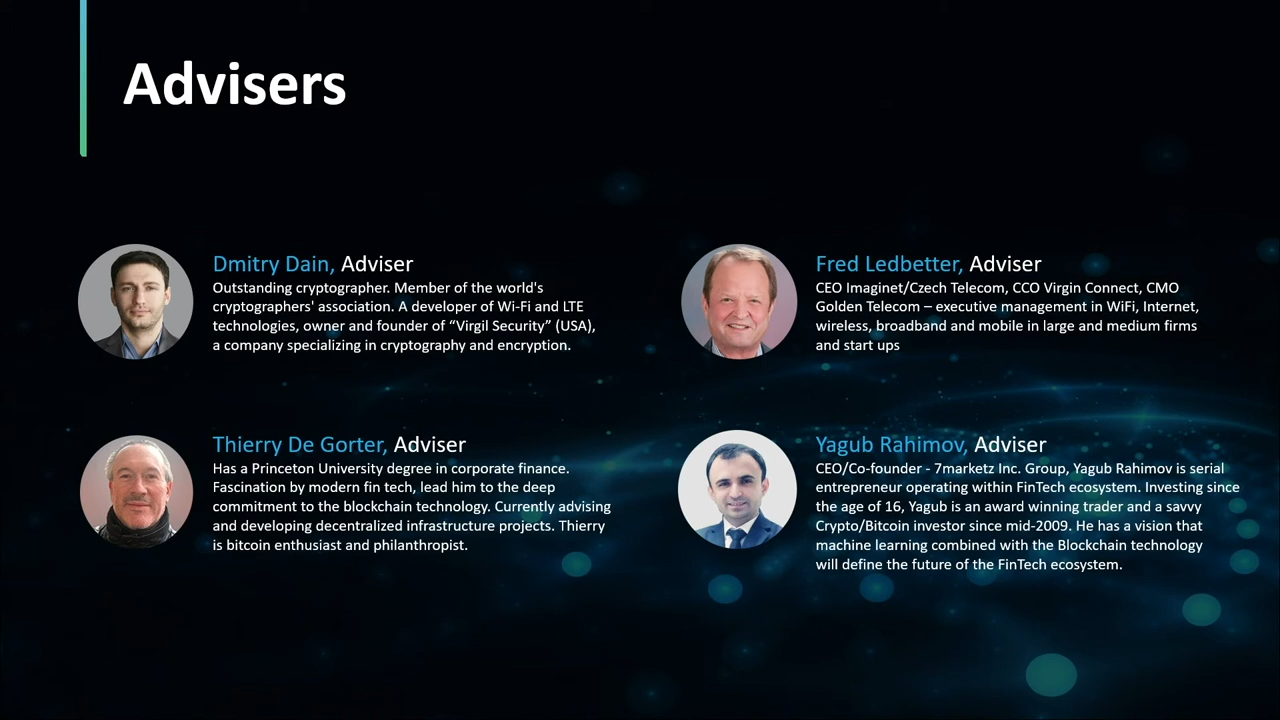 Advisers
Dmitry Dain, Adviser
Outstanding cryptographer. Member of the world's
cryptographers' association. A developer of Wi-Fi and LTE
technologies, owner and founder of “Virgil Security” (USA),
a company specializing in cryptography and encryption.
Fred Ledbetter, Adviser
CEO Imaginet/Czech Telecom, CCO Virgin Connect, CMO
Golden Telecom – executive management in WiFi, Internet,
wireless, broadband and mobile in large and medium firms
and start ups
Thierry De Gorter, Adviser
Has a Princeton University degree in corporate finance.
Fascination by modern fin tech, lead him to the deep
commitment to the blockchain technology. Currently advising
and developing decentralized infrastructure projects. Thierry
is bitcoin enthusiast and philanthropist.
Yagub Rahimov, Adviser
CEO/Co-founder - 7marketz Inc. Group, Yagub Rahimov is serial
entrepreneur operating within FinTech ecosystem. Investing since
the age of 16, Yagub is an award winning trader and a savvy
Crypto/Bitcoin investor since mid-2009. He has a vision that
machine learning combined with the Blockchain technology
will define the future of the FinTech ecosystem.